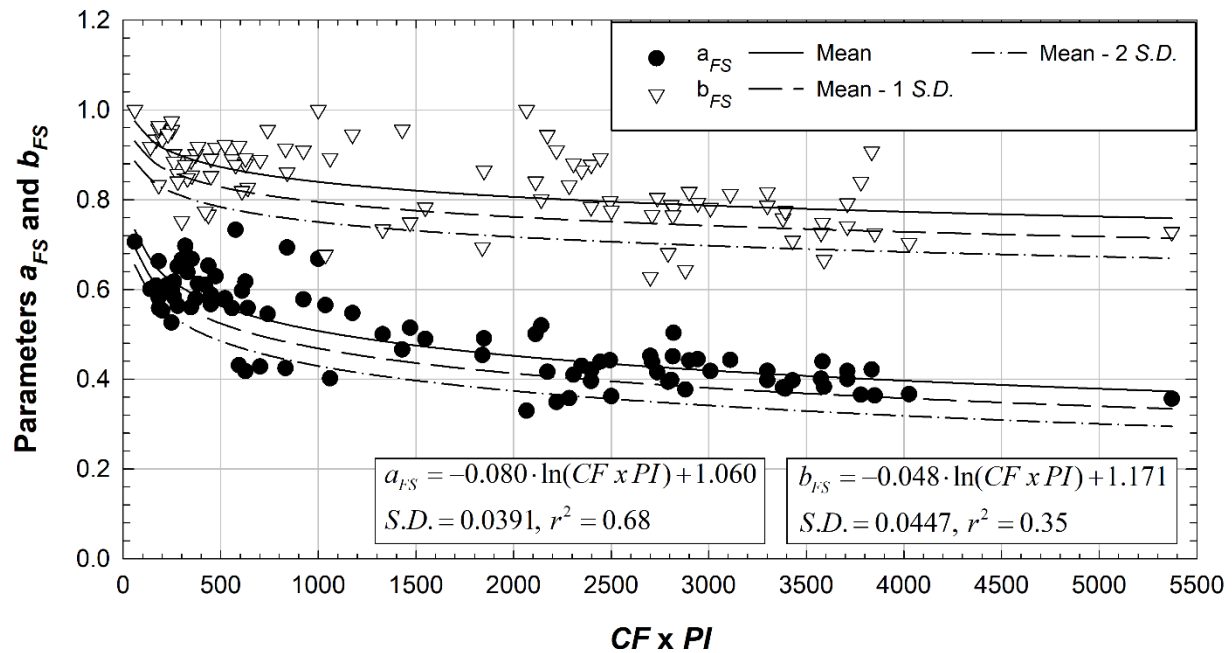 1.2
1.0
0.8
0.6
0.4
0.2
0.0
Parameters a_FS and b_FS
a_FS
b_FS
Mean
Mean - 1 S.D.
Mean - 2 S.D.
a_FS = −0.080·ln(CF x PI)+1.060
S.D. = 0.0391, r² = 0.68
b_FS = −0.048·ln(CF x PI)+1.171
S.D. = 0.0447, r² = 0.35
0 500 1000 1500 2000 2500 3000 3500 4000 4500 5000 5500
CF x PI